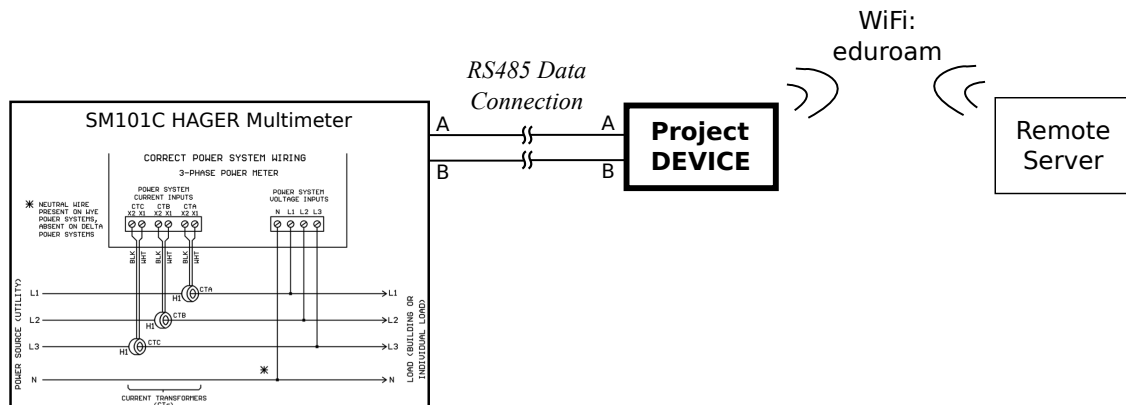 WiFi:
eduroam
RS485 Data
Connection
SM101C HAGER Multimeter
A
B
A
B
Project
DEVICE
Remote
Server
CORRECT POWER SYSTEM WIRING
3-PHASE POWER METER
POWER SYSTEM
CURRENT INPUTS
CTC CTB CTA
X2 X1 X2 X1 X2 X1
POWER SYSTEM
VOLTAGE INPUTS
N L1 L2 L3
NEUTRAL WIRE
PRESENT ON WYE
POWER SYSTEMS,
ABSENT ON DELTA
POWER SYSTEMS
BLK WHT BLK WHT BLK WHT
POWER SOURCE (UTILITY)
L1 H1 CTA L1
L2 H1 CTB L2
L3 H1 CTC L3
N N
LOAD (BUILDING OR
INDIVIDUAL LOAD)
CURRENT TRANSFORMERS
(CTs)